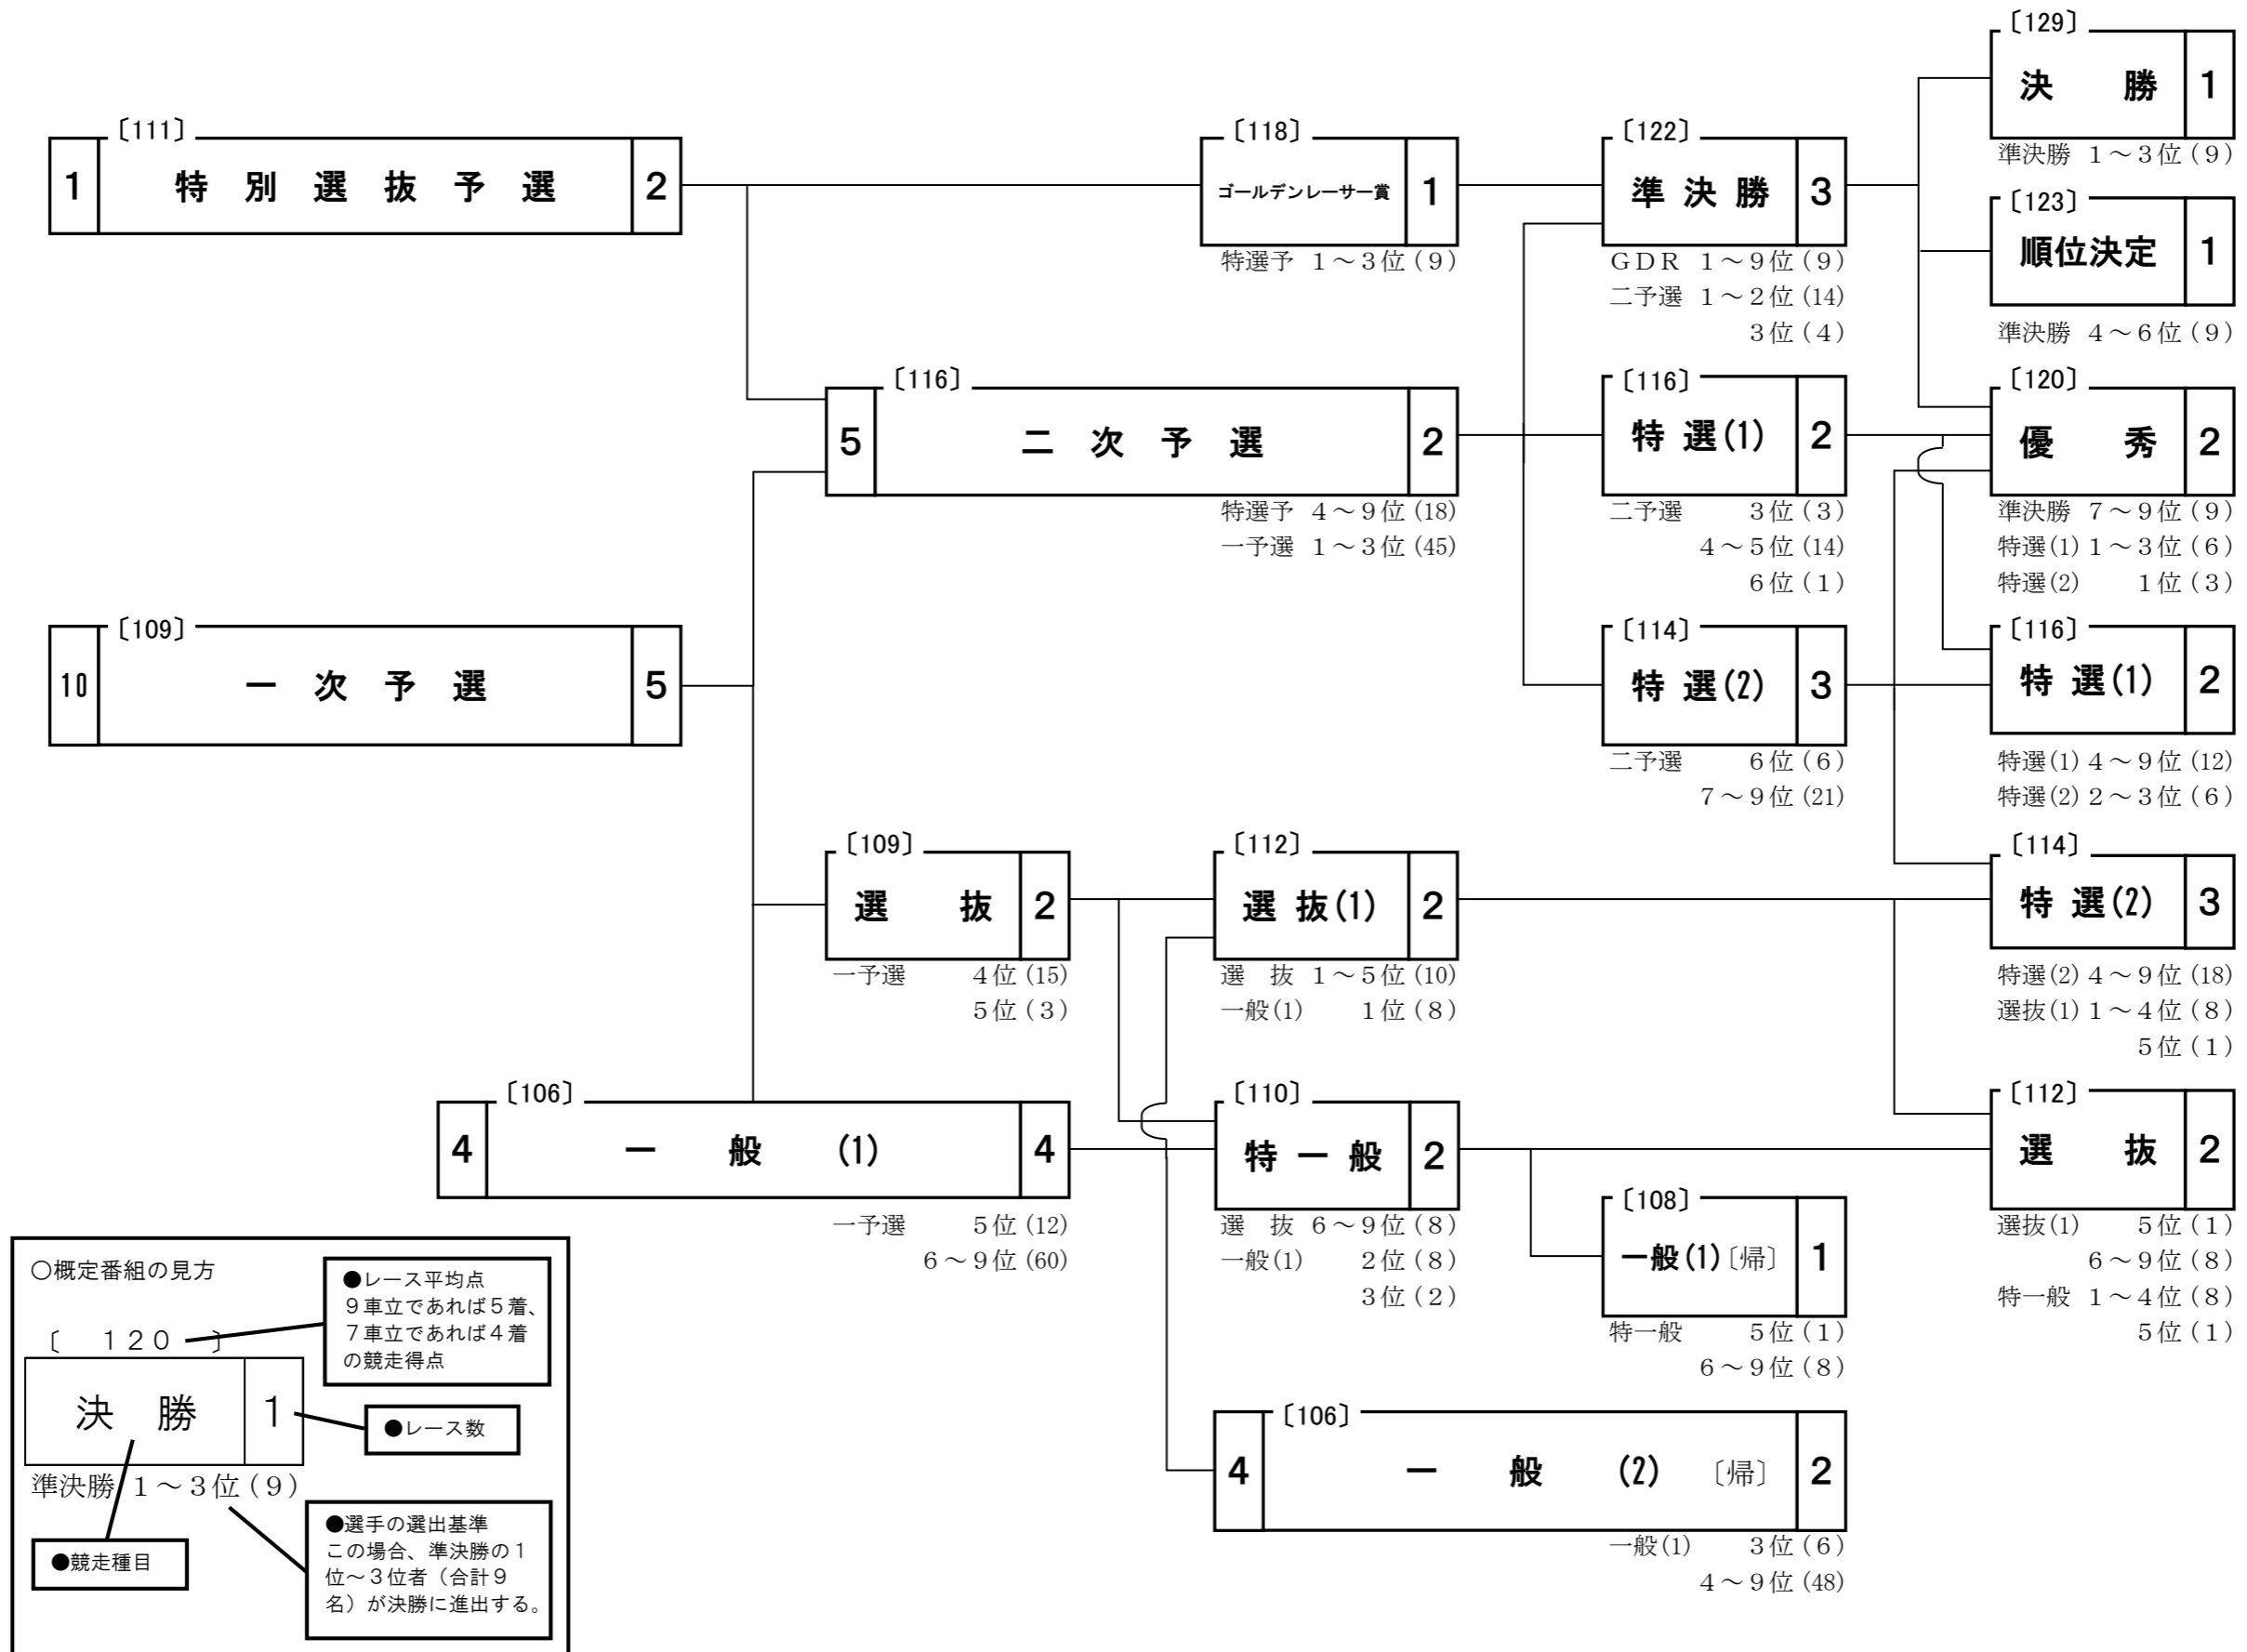 〔111〕
1 特別選抜予選 2
〔118〕
ゴールデンレーサー賞 1
特選予 1～3位(9)
〔122〕
準決勝 3
GDR 1～9位(9)
二予選 1～2位(14)
3位(4)
〔129〕
決 勝 1
準決勝 1～3位(9)
〔123〕
順位決定 1
準決勝 4～6位(9)
〔116〕
5 二次予選 2
特選予 4～9位(18)
一予選 1～3位(45)
〔116〕
特選(1) 2
二予選 3位(3)
4～5位(14)
6位(1)
〔120〕
優 秀 2
準決勝 7～9位(9)
特選(1) 1～3位(6)
特選(2) 1位(3)
〔109〕
10 一次予選 5
〔114〕
特選(2) 3
二予選 6位(6)
7～9位(21)
〔116〕
特選(1) 2
特選(1) 4～9位(12)
特選(2) 2～3位(6)
〔109〕
選 抜 2
一予選 4位(15)
5位(3)
〔112〕
選抜(1) 2
選 抜 1～5位(10)
一般(1) 1位(8)
〔114〕
特選(2) 3
特選(2) 4～9位(18)
選抜(1) 1～4位(8)
5位(1)
〔106〕
4 一 般 (1) 4
一予選 5位(12)
6～9位(60)
〔110〕
特一般 2
選 抜 6～9位(8)
一般(1) 2位(8)
3位(2)
〔108〕
一般(1)〔帰〕 1
特一般 5位(1)
6～9位(8)
〔112〕
選 抜 2
選抜(1) 5位(1)
6～9位(8)
特一般 1～4位(8)
5位(1)
〔106〕
4 一 般 (2) 〔帰〕 2
一般(1) 3位(6)
4～9位(48)
○概定番組の見方
●レース平均点
9車立であれば5着、
7車立であれば4着
の競走得点
〔 120 〕
決 勝 1
●レース数
準決勝 1～3位(9)
●選手の選出基準
この場合、準決勝の1
位～3位者（合計9
名）が決勝に進出する。
●競走種目